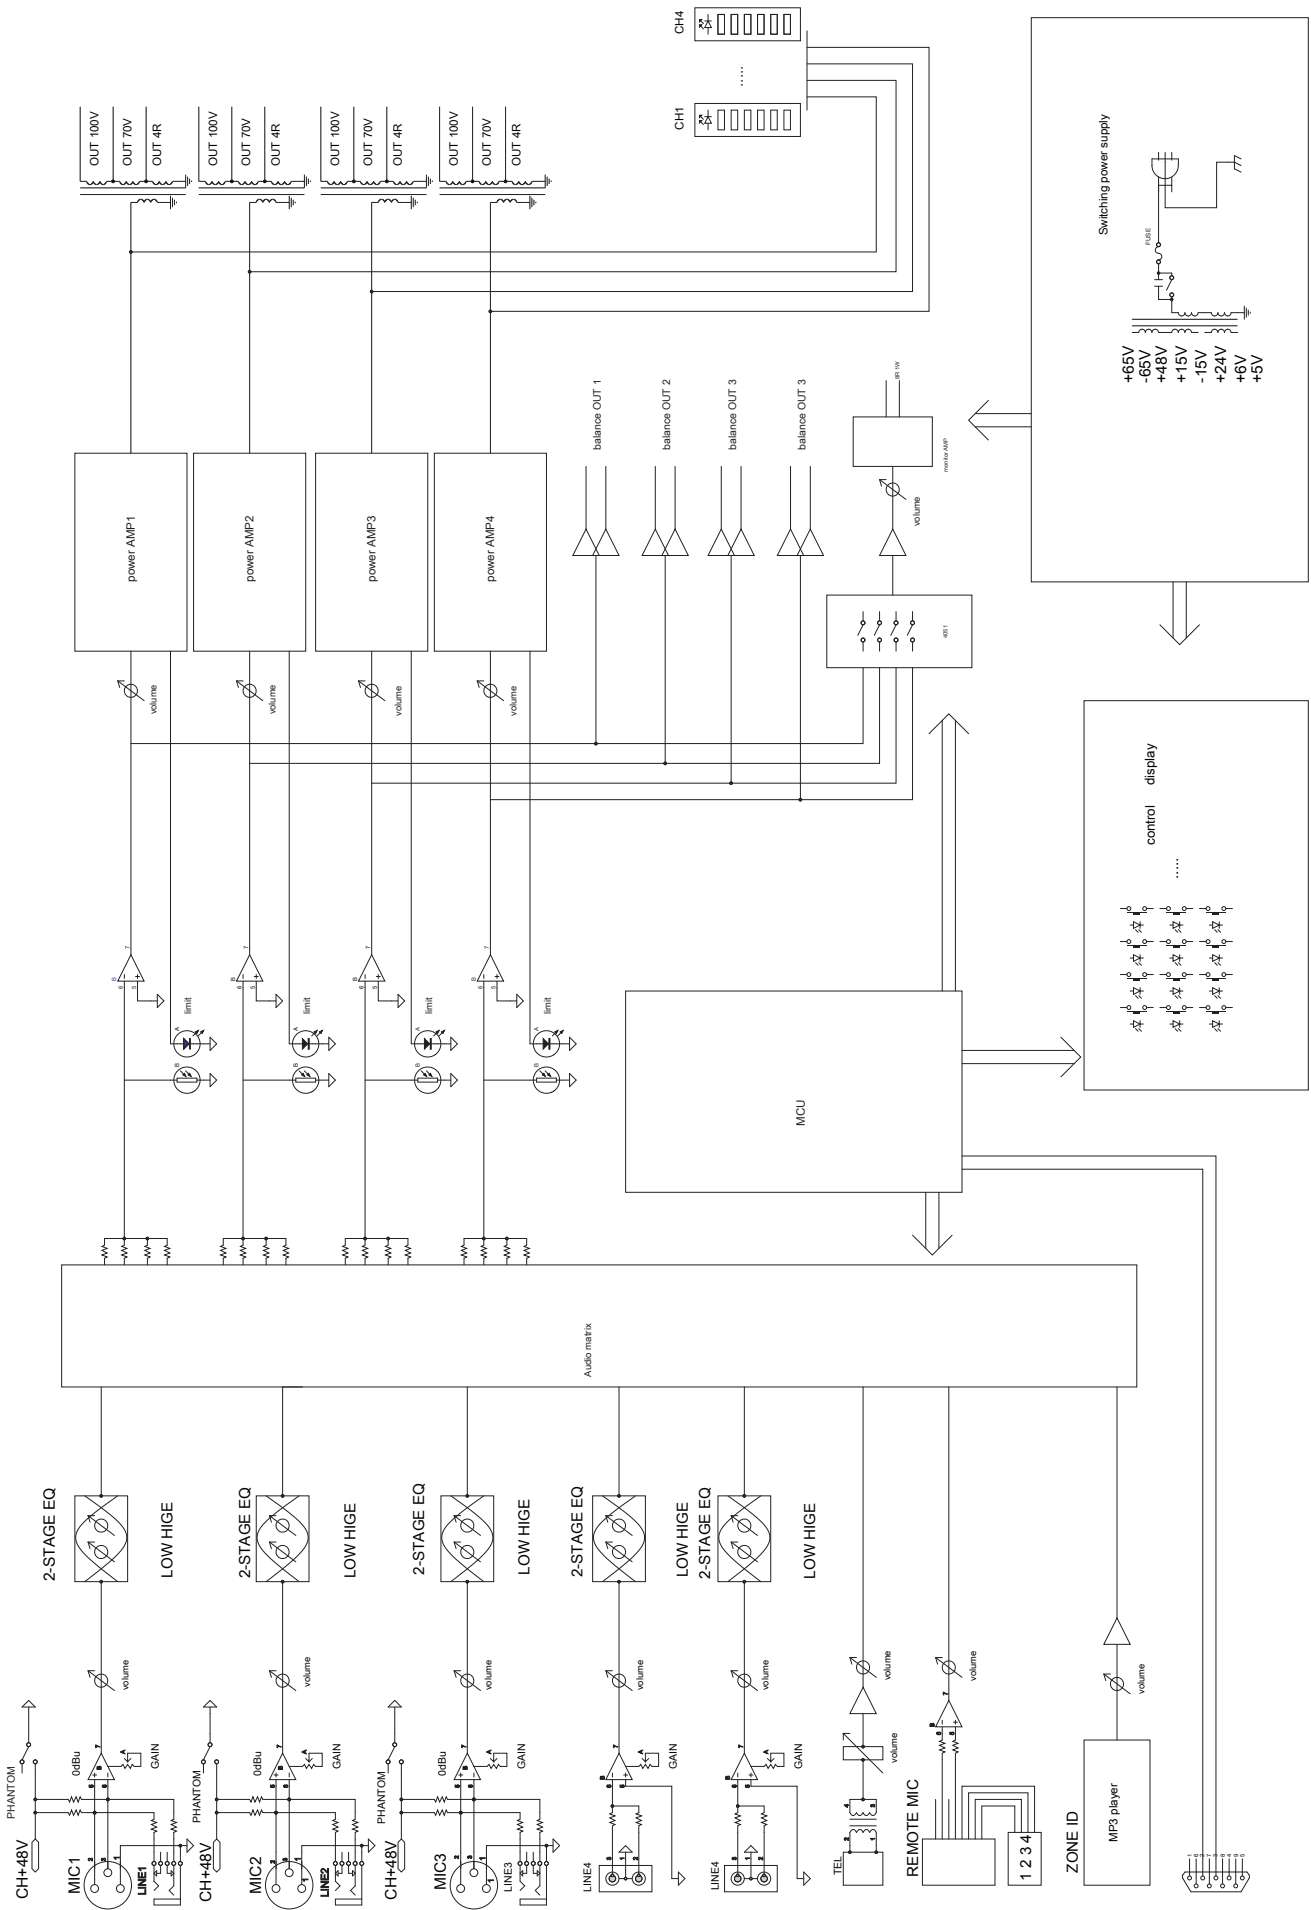 CH+48V
PHANTOM
MIC1
LINE1
0dBu
GAIN
volume
2-STAGE EQ
LOW HIGE
CH+48V
PHANTOM
MIC2
LINE2
0dBu
GAIN
volume
2-STAGE EQ
LOW HIGE
CH+48V
PHANTOM
MIC3
LINE3
0dBu
GAIN
volume
2-STAGE EQ
LOW HIGE
LINE4
GAIN
volume
2-STAGE EQ
LOW HIGE
LINE4
GAIN
volume
2-STAGE EQ
LOW HIGE
TEL
volume
REMOTE MIC
volume
1 2 3 4
ZONE ID
MP3 player
volume
Audio matrix
limit
limit
limit
limit
MCU
control display
......
volume
power AMP1
volume
power AMP2
volume
power AMP3
volume
power AMP4
OUT 100V
OUT 70V
OUT 4R
OUT 100V
OUT 70V
OUT 4R
OUT 100V
OUT 70V
OUT 4R
OUT 100V
OUT 70V
OUT 4R
balance OUT 1
balance OUT 2
balance OUT 3
balance OUT 3
4051
volume
monitor AMP
8R 1W
CH1
......
CH4
Switching power supply
FUSE
+65V
-65V
+48V
+15V
-15V
+24V
+6V
+5V